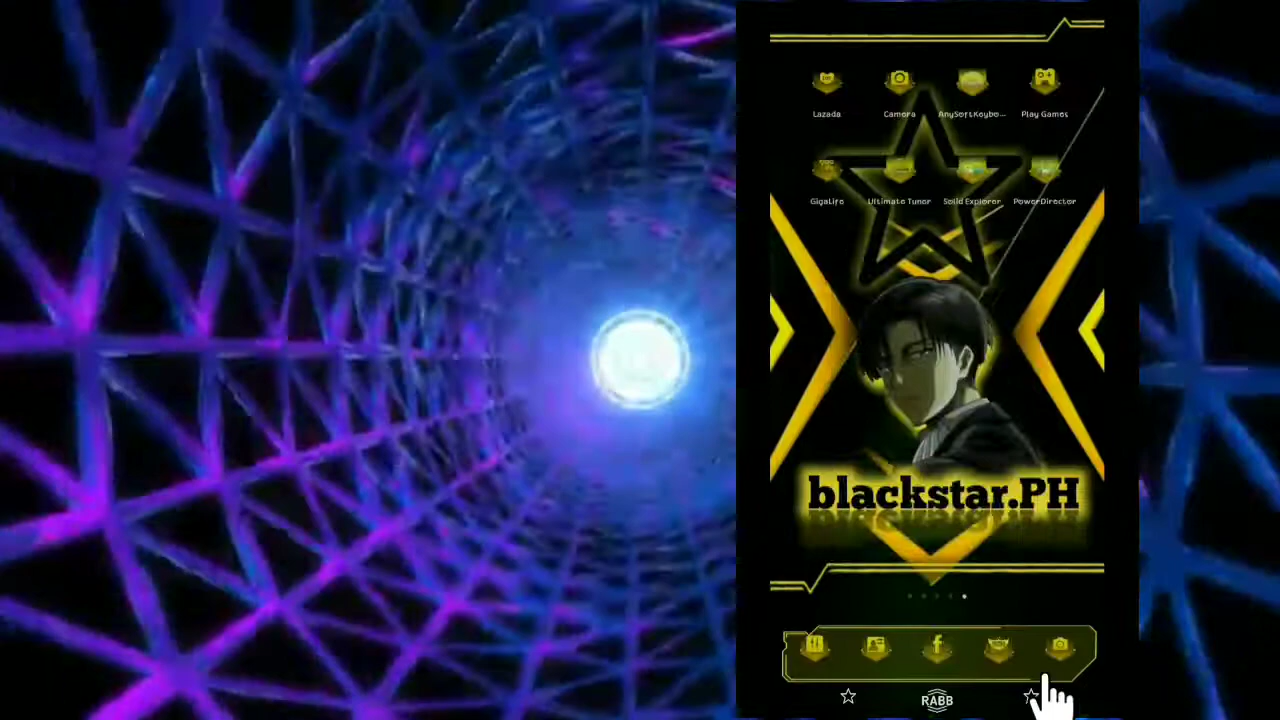 Lazada Camera AnySoftKeybo... Play Games
GigaLife Ultimate Tuner Solid Explorer PowerDirector
blackstar.PH
RABB